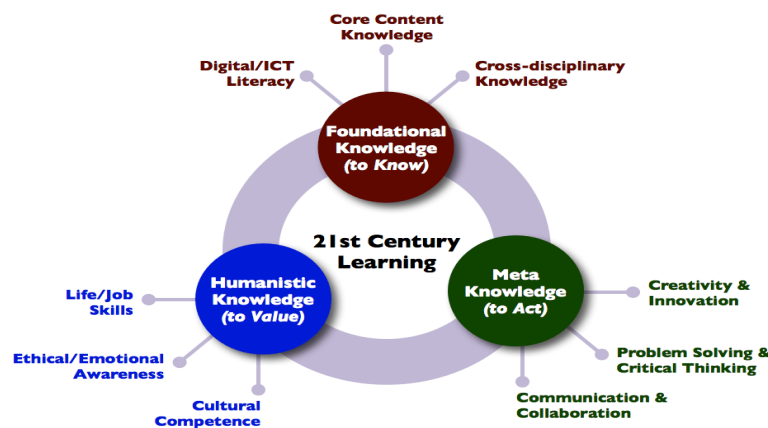 Core Content
Knowledge
Digital/ICT
Literacy
Cross-disciplinary
Knowledge
Foundational
Knowledge
(to Know)
21st Century
Learning
Humanistic
Knowledge
(to Value)
Meta
Knowledge
(to Act)
Life/Job
Skills
Ethical/Emotional
Awareness
Cultural
Competence
Creativity &
Innovation
Problem Solving &
Critical Thinking
Communication &
Collaboration